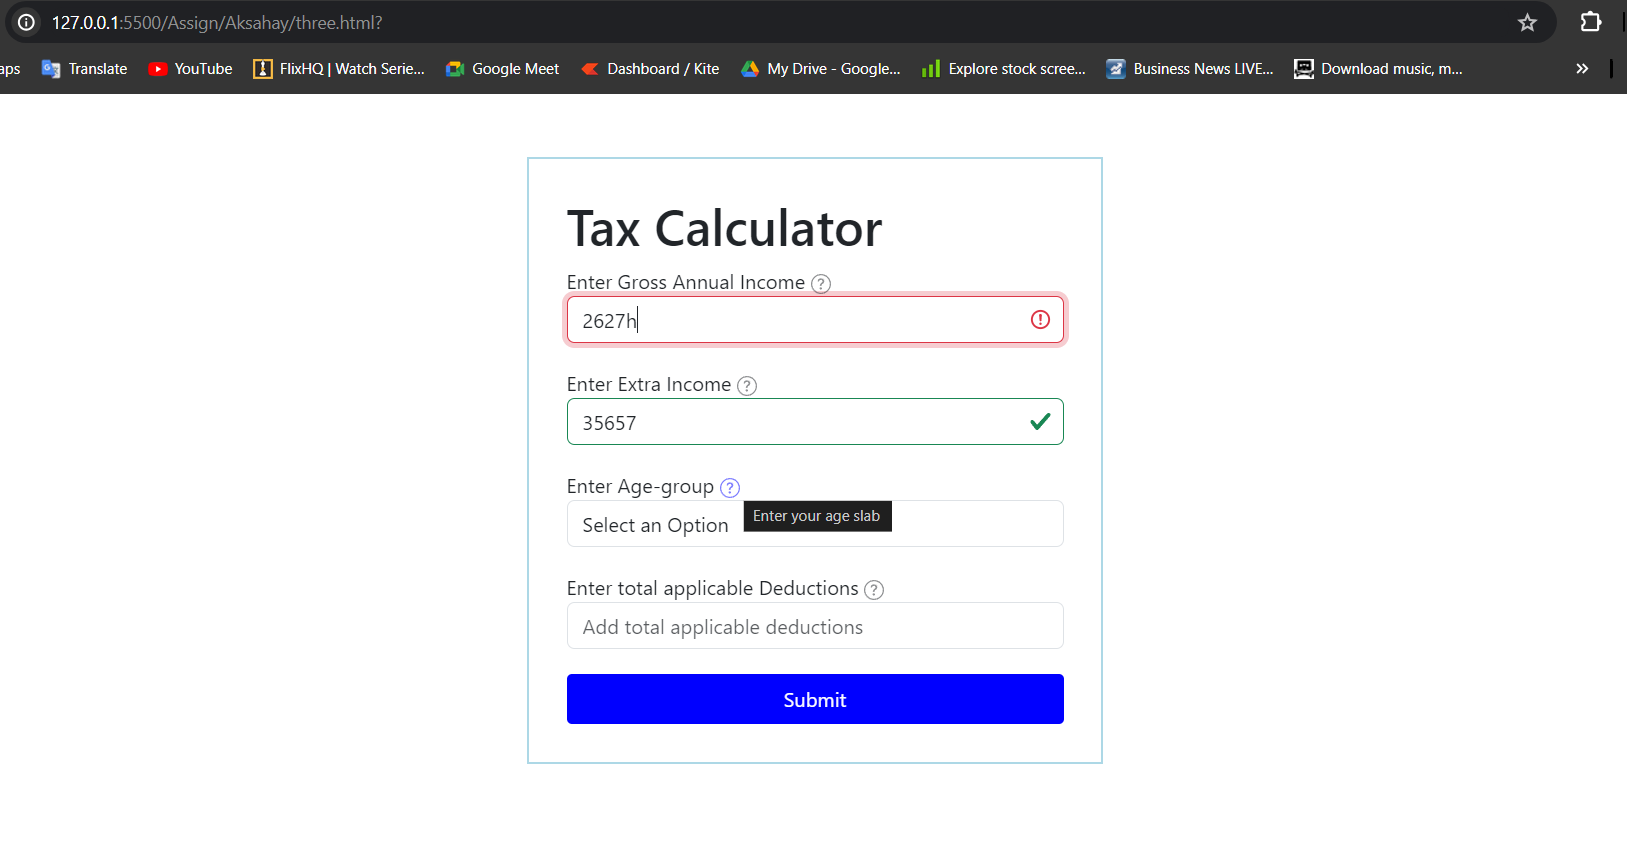 127.0.0.1:5500/Assign/Aksahay/three.html?
aps Translate YouTube FlixHQ | Watch Serie... Google Meet Dashboard / Kite My Drive - Google... Explore stock scree... Business News LIVE... Download music, m... »
Tax Calculator
Enter Gross Annual Income ?
2627h
Enter Extra Income ?
35657
Enter Age-group ?
Enter your age slab
Select an Option
Enter total applicable Deductions ?
Add total applicable deductions
Submit